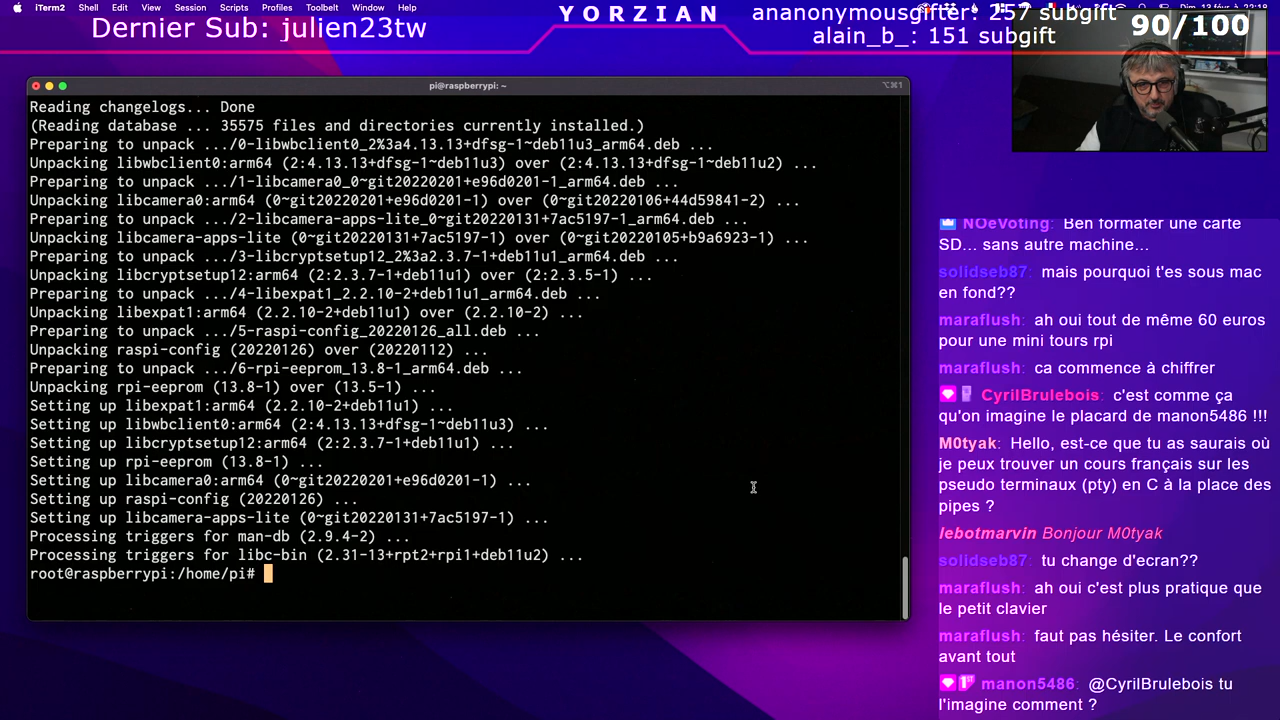 iTerm2 Shell Edit View Session Scripts Profiles Toolbelt Window Help
Dim 13 févr. à 22:18
Dernier Sub: julien23tw
YORZIAN
ananonymousgifter: 257 subgift
alain_b_: 151 subgift
90/100
pi@raspberrypi: ~
⌥⌘1
Reading changelogs... Done
(Reading database ... 35575 files and directories currently installed.)
Preparing to unpack .../0-libwbclient0_2%3a4.13.13+dfsg-1~deb11u3_arm64.deb ...
Unpacking libwbclient0:arm64 (2:4.13.13+dfsg-1~deb11u3) over (2:4.13.13+dfsg-1~deb11u2) ...
Preparing to unpack .../1-libcamera0_0~git20220201+e96d0201-1_arm64.deb ...
Unpacking libcamera0:arm64 (0~git20220201+e96d0201-1) over (0~git20220106+44d59841-2) ...
Preparing to unpack .../2-libcamera-apps-lite_0~git20220131+7ac5197-1_arm64.deb ...
Unpacking libcamera-apps-lite (0~git20220131+7ac5197-1) over (0~git20220105+b9a6923-1) ...
Preparing to unpack .../3-libcryptsetup12_2%3a2.3.7-1+deb11u1_arm64.deb ...
Unpacking libcryptsetup12:arm64 (2:2.3.7-1+deb11u1) over (2:2.3.5-1) ...
Preparing to unpack .../4-libexpat1_2.2.10-2+deb11u1_arm64.deb ...
Unpacking libexpat1:arm64 (2.2.10-2+deb11u1) over (2.2.10-2) ...
Preparing to unpack .../5-raspi-config_20220126_all.deb ...
Unpacking raspi-config (20220126) over (20220112) ...
Preparing to unpack .../6-rpi-eeprom_13.8-1_arm64.deb ...
Unpacking rpi-eeprom (13.8-1) over (13.5-1) ...
Setting up libexpat1:arm64 (2.2.10-2+deb11u1) ...
Setting up libwbclient0:arm64 (2:4.13.13+dfsg-1~deb11u3) ...
Setting up libcryptsetup12:arm64 (2:2.3.7-1+deb11u1) ...
Setting up rpi-eeprom (13.8-1) ...
Setting up libcamera0:arm64 (0~git20220201+e96d0201-1) ...
Setting up raspi-config (20220126) ...
Setting up libcamera-apps-lite (0~git20220131+7ac5197-1) ...
Processing triggers for man-db (2.9.4-2) ...
Processing triggers for libc-bin (2.31-13+rpt2+rpi1+deb11u2) ...
root@raspberrypi:/home/pi#
NOeVoting: Ben formater une carte
SD... sans autre machine...
solidseb87: mais pourquoi t'es sous mac
en fond??
maraflush: ah oui tout de même 60 euros
pour une mini tours rpi
maraflush: ca commence à chiffrer
CyrilBrulebois: c'est comme ça
qu'on imagine le placard de manon5486 !!!
M0tyak: Hello, est-ce que tu as saurais où
je peux trouver un cours français sur les
pseudo terminaux (pty) en C à la place des
pipes ?
lebotmarvin Bonjour M0tyak
solidseb87: tu change d'ecran??
maraflush: ah oui c'est plus pratique que
le petit clavier
maraflush: faut pas hésiter. Le confort
avant tout
manon5486: @CyrilBrulebois tu
l'imagine comment ?